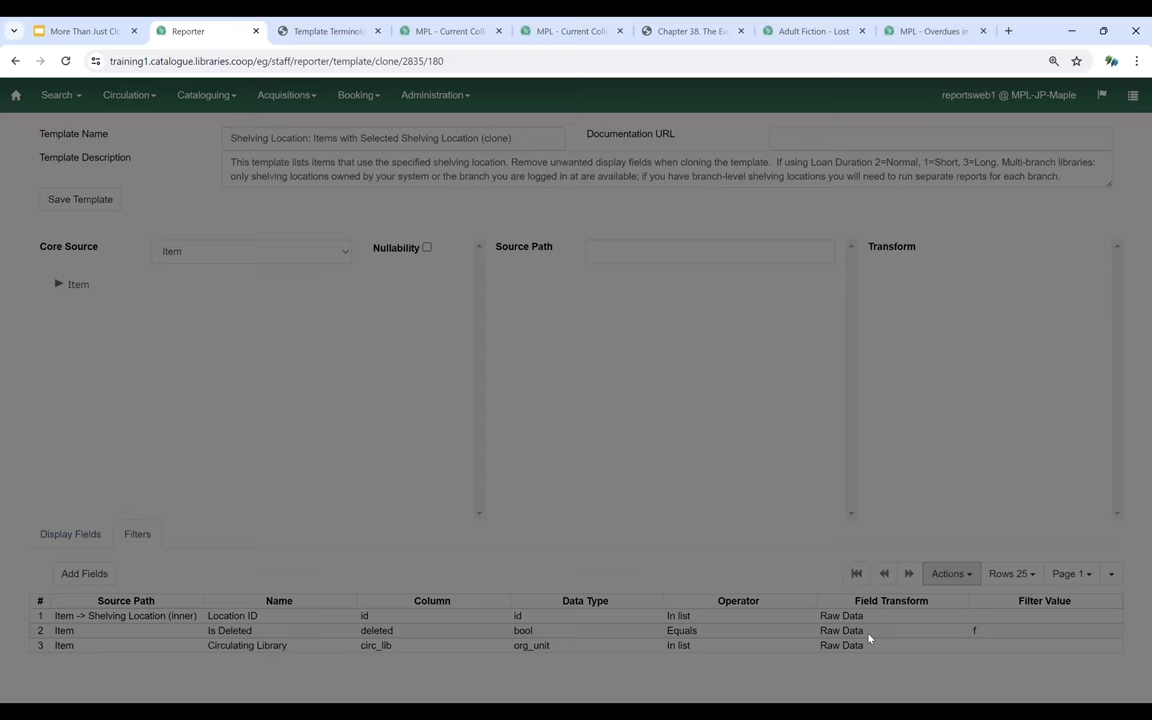 More Than Just Clo
Reporter
Template Terminol
MPL - Current Coll
MPL - Current Coll
Chapter 38. The Ev
Adult Fiction - Lost
MPL - Overdues in
training1.catalogue.libraries.coop/eg/staff/reporter/template/clone/2835/180
Search Circulation Cataloguing Acquisitions Booking Administration reportsweb1 @ MPL-JP-Maple
Template Name Shelving Location: Items with Selected Shelving Location (clone) Documentation URL
Template Description This template lists items that use the specified shelving location. Remove unwanted display fields when cloning the template. If using Loan Duration 2=Normal, 1=Short, 3=Long. Multi-branch libraries:
only shelving locations owned by your system or the branch you are logged in at are available; if you have branch-level shelving locations you will need to run separate reports for each branch.
Save Template
Core Source Item Nullability Source Path Transform
Item
Display Fields Filters
Add Fields Actions Rows 25 Page 1
# Source Path Name Column Data Type Operator Field Transform Filter Value
1 Item -> Shelving Location (inner) Location ID id id In list Raw Data
2 Item Is Deleted deleted bool Equals Raw Data f
3 Item Circulating Library circ_lib org_unit In list Raw Data